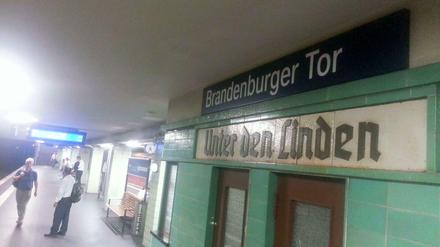 Brandenburger Tor
Unter den Linden